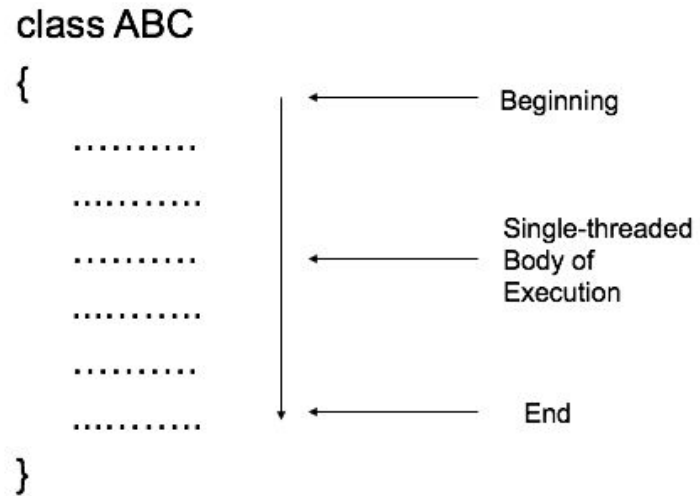 class ABC
{
Beginning
..........
...........
Single-threaded
..........
Body of
Execution
...........
..........
End
...........
}